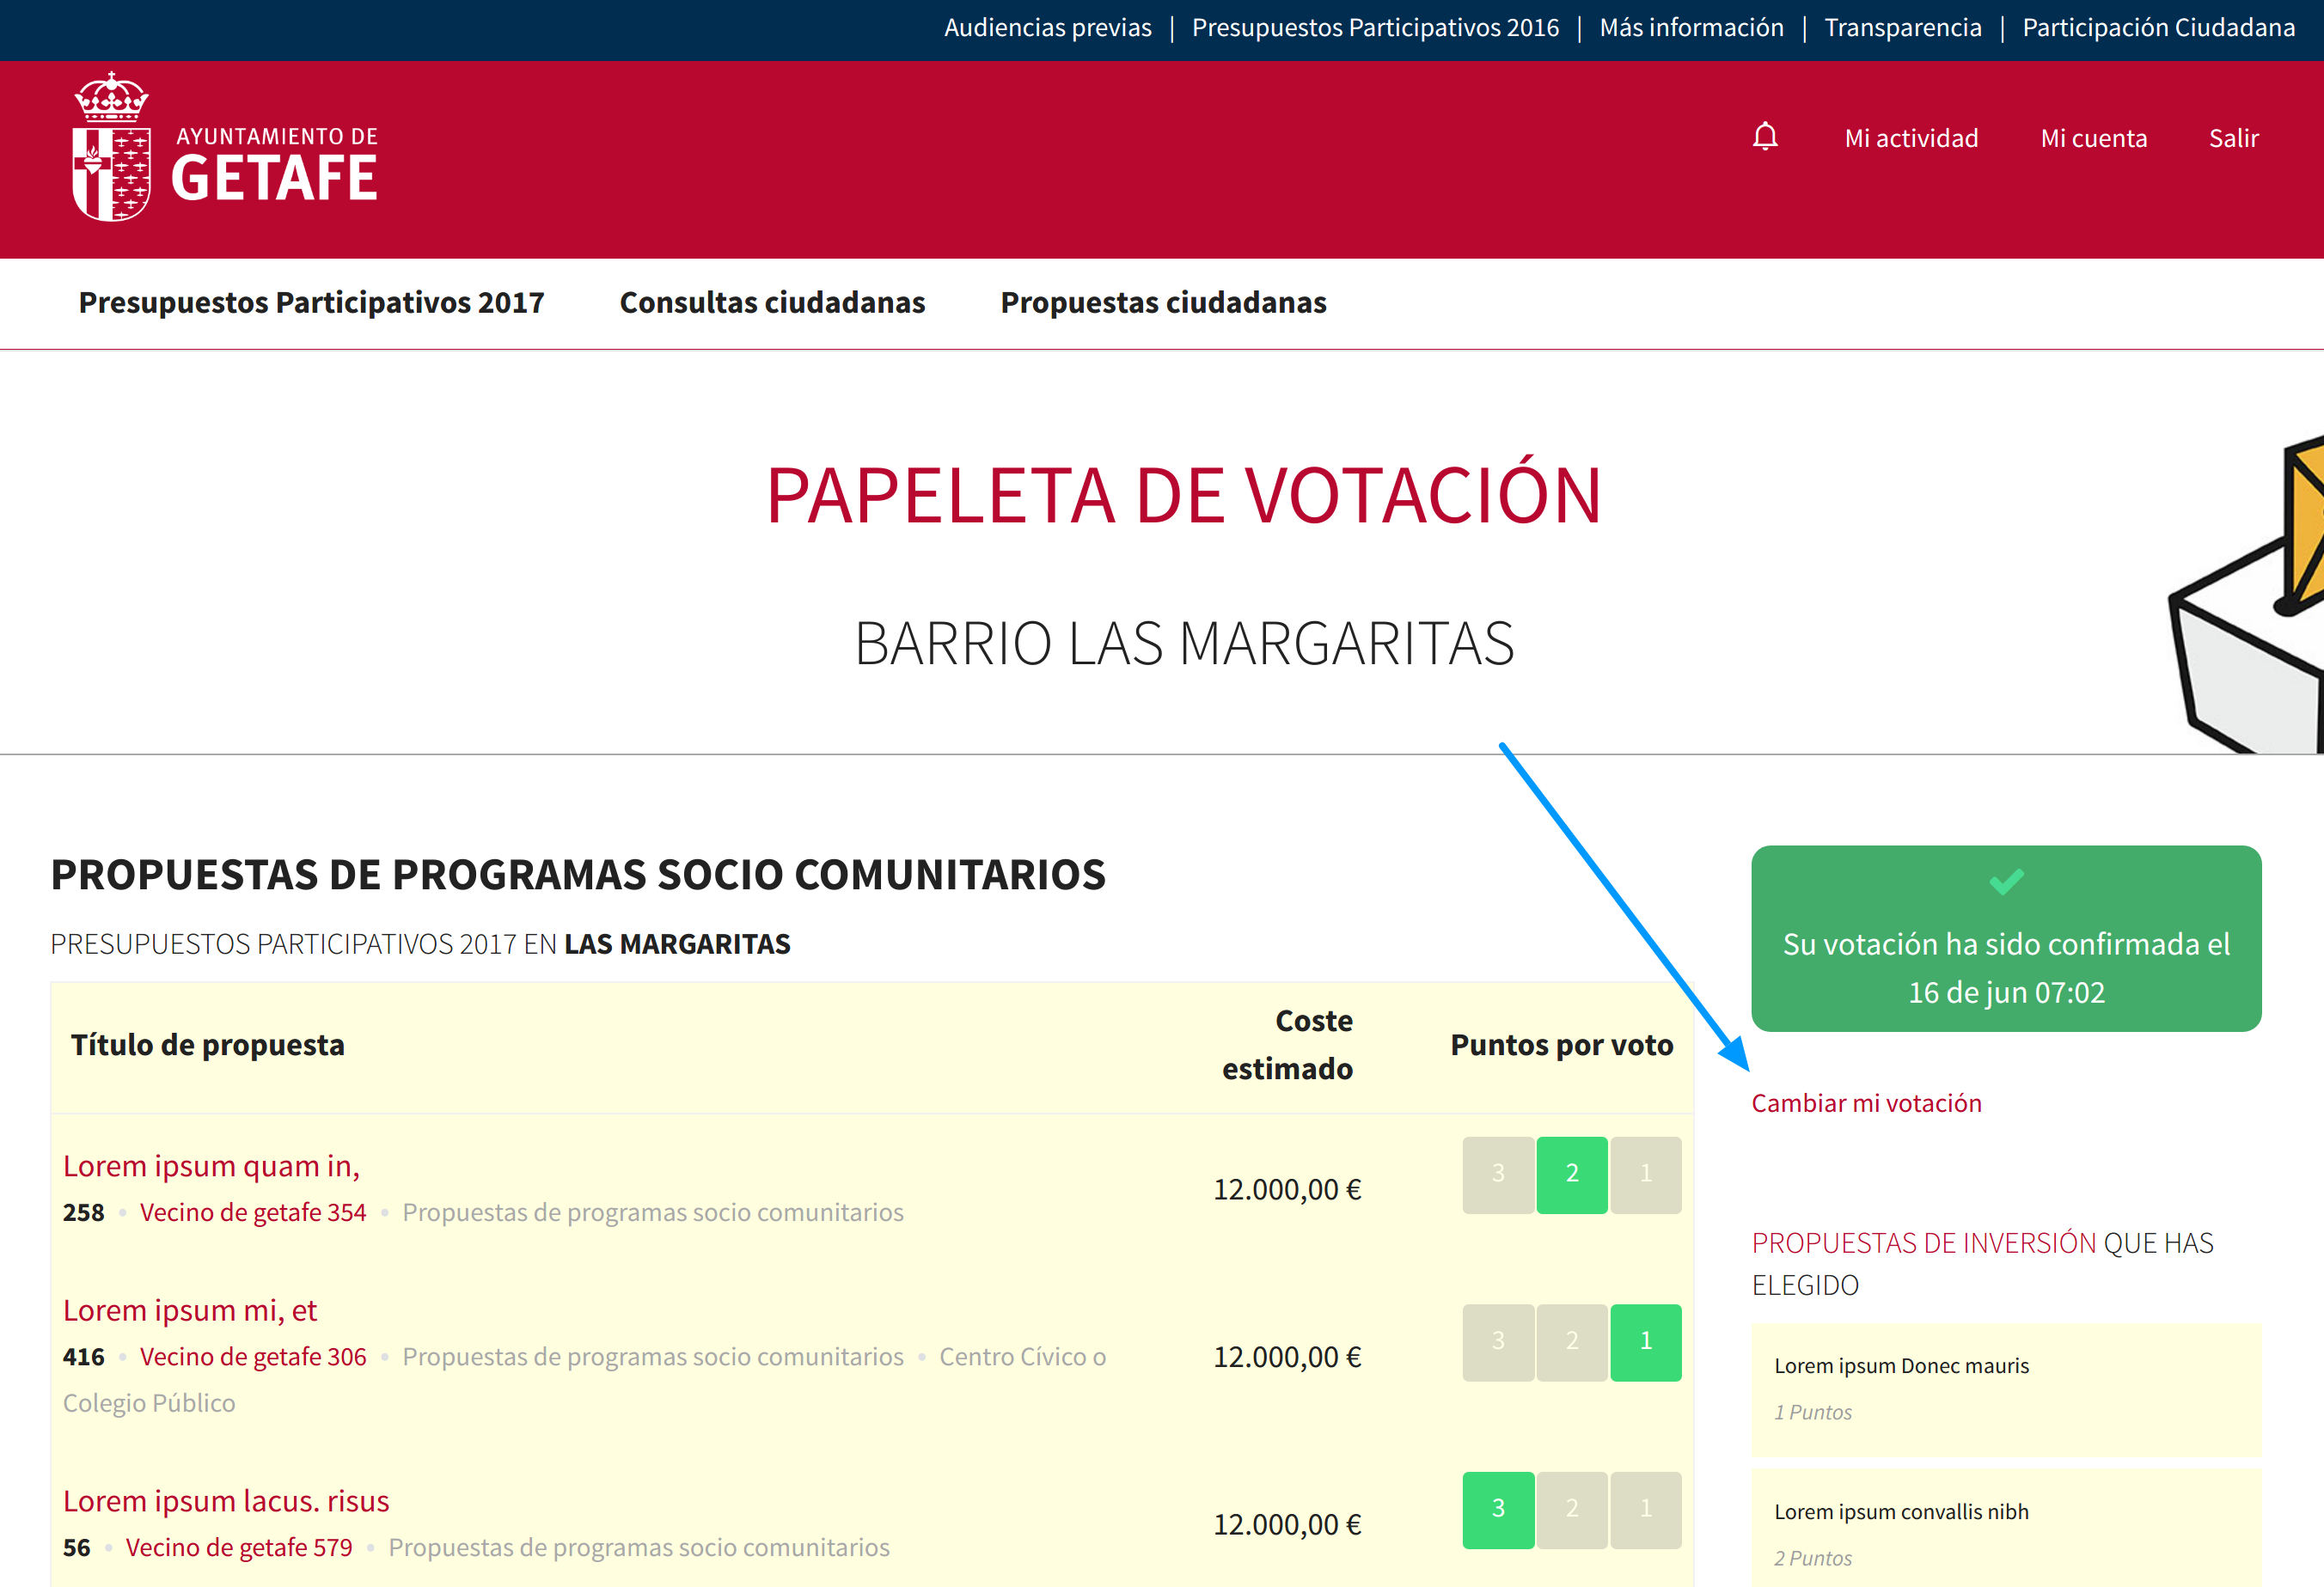 Audiencias previas | Presupuestos Participativos 2016 | Más información | Transparencia | Participación Ciudadana
AYUNTAMIENTO DE
GETAFE
Mi actividad Mi cuenta Salir
Presupuestos Participativos 2017 Consultas ciudadanas Propuestas ciudadanas
PAPELETA DE VOTACIÓN
BARRIO LAS MARGARITAS
PROPUESTAS DE PROGRAMAS SOCIO COMUNITARIOS
PRESUPUESTOS PARTICIPATIVOS 2017 EN LAS MARGARITAS
Título de propuesta
Coste
estimado
Puntos por voto
Lorem ipsum quam in,
258 • Vecino de getafe 354 • Propuestas de programas socio comunitarios
12.000,00 €
3 2 1
Lorem ipsum mi, et
416 • Vecino de getafe 306 • Propuestas de programas socio comunitarios • Centro Cívico o
Colegio Público
12.000,00 €
3 2 1
Lorem ipsum lacus. risus
56 • Vecino de getafe 579 • Propuestas de programas socio comunitarios
12.000,00 €
3 2 1
Su votación ha sido confirmada el
16 de jun 07:02
Cambiar mi votación
PROPUESTAS DE INVERSIÓN QUE HAS
ELEGIDO
Lorem ipsum Donec mauris
1 Puntos
Lorem ipsum convallis nibh
2 Puntos